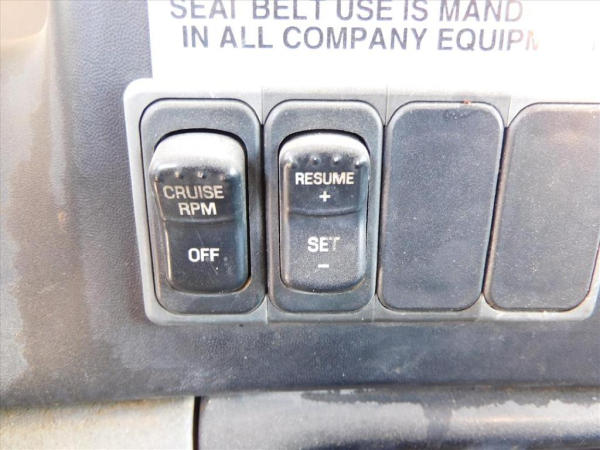 SEAT BELT USE IS MAND
IN ALL COMPANY EQUIPM
CRUISE
RPM
OFF
RESUME
+
SET
-